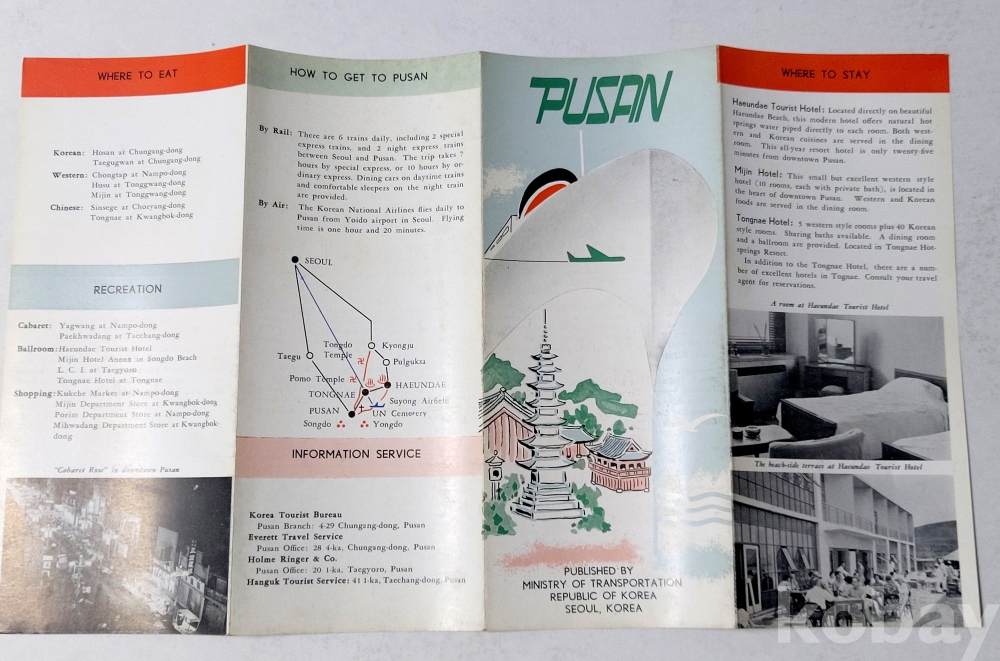 WHERE TO EAT
Korean: Hosan at Chungang-dong
Taegugwan at Chungang-dong
Western: Chongtap at Nampo-dong
Hosu at Tonggwang-dong
Mijin at Tonggwang-dong
Chinese: Sinsege at Choryang-dong
Tongnae at Kwangbok-dong
RECREATION
Cabaret: Yagwang at Nampo-dong
Paekhwadang at Taechang-dong
Ballroom: Haeundae Tourist Hotel
Mijin Hotel Annex in Songdo Beach
L. C. I. at Taegyoro
Tongnae Hotel at Tongnae
Shopping: Kukche Market at Nampo-dong
Mijin Department Store at Kwangbok-dong
Porim Department Store at Nampo-dong
Mihwadang Department Store at Kwangbok-
dong
"Cabaret Row" in downtown Pusan
HOW TO GET TO PUSAN
By Rail: There are 6 trains daily, including 2 special
express trains, and 2 night express trains
between Seoul and Pusan. The trip takes 7
hours by special express, or 10 hours by or-
dinary express. Dining cars on daytime trains
and comfortable sleepers on the night train
are provided.
By Air: The Korean National Airlines flies daily to
Pusan from Yoido airport in Seoul. Flying
time is one hour and 20 minutes.
SEOUL
Tongdo
Temple
Kyongju
Taegu
Pulguksa
Pomo Temple
HAEUNDAE
TONGNAE
Suyong Airfield
PUSAN
UN Cemetery
Songdo
Yongdo
INFORMATION SERVICE
Korea Tourist Bureau
Pusan Branch: 4-29 Chungang-dong, Pusan
Everett Travel Service
Pusan Office: 28 4-ka, Chungang-dong, Pusan
Holme Ringer & Co.
Pusan Office: 20 1-ka, Taegyoro, Pusan
Hanguk Tourist Service: 41 1-ka, Taechang-dong, Pusan
PUSAN
PUBLISHED BY
MINISTRY OF TRANSPORTATION
REPUBLIC OF KOREA
SEOUL, KOREA
WHERE TO STAY
Haeundae Tourist Hotel: Located directly on beautiful
Haeundae Beach, this modern hotel offers natural hot
springs water piped directly to each room. Both west-
ern and Korean cuisines are served in the dining
room. This all-year resort hotel is only twenty-five
minutes from downtown Pusan.
Mijin Hotel: This small but excellent western style
hotel (10 rooms, each with private bath), is located in
the heart of downtown Pusan. Western and Korean
foods are served in the dining room.
Tongnae Hotel: 5 western style rooms plus 40 Korean
style rooms. Sharing baths available. A dining room
and a ballroom are provided. Located in Tongnae Hot-
springs Resort.
In addition to the Tongnae Hotel, there are a num-
ber of excellent hotels in Tognae. Consult your travel
agent for reservations.
A room at Haeundae Tourist Hotel
The beach-side terrace at Haeundae Tourist Hotel
kobay